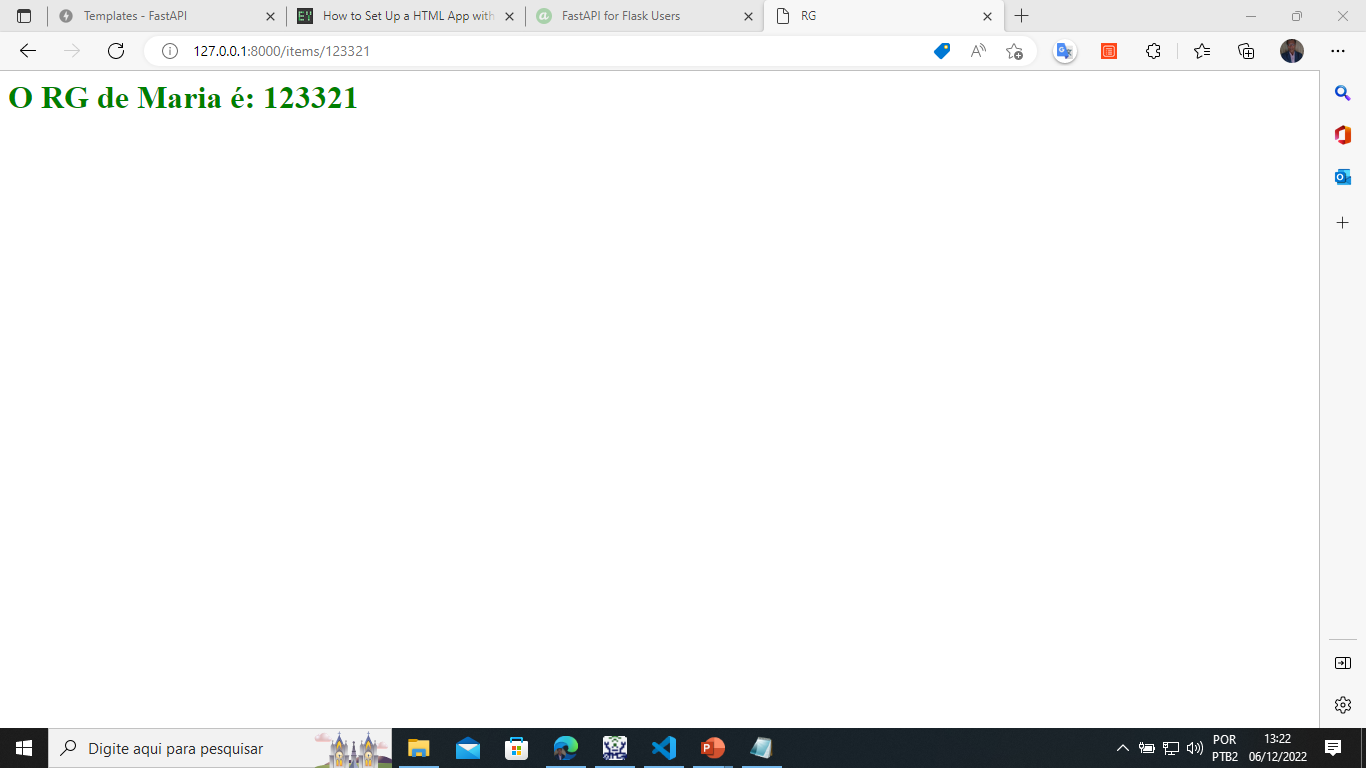 Templates - FastAPI
How to Set Up a HTML App with
FastAPI for Flask Users
RG
127.0.0.1:8000/items/123321
O RG de Maria é: 123321
Digite aqui para pesquisar
POR
PTB2
13:22
06/12/2022